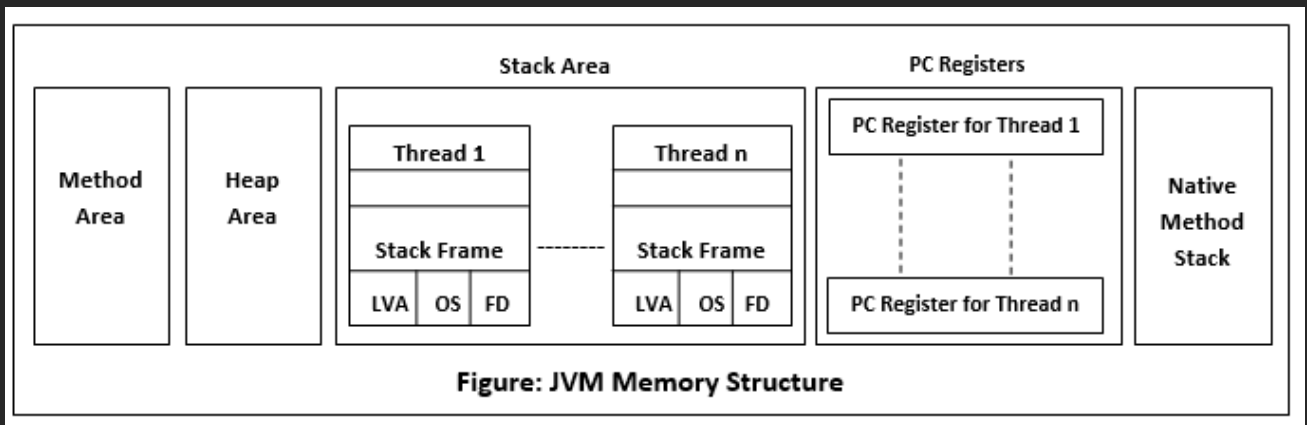 Stack Area
PC Registers
Method
Area
Heap
Area
Thread 1
Stack Frame
LVA OS FD
--------
Thread n
Stack Frame
LVA OS FD
PC Register for Thread 1
PC Register for Thread n
Native
Method
Stack
Figure: JVM Memory Structure